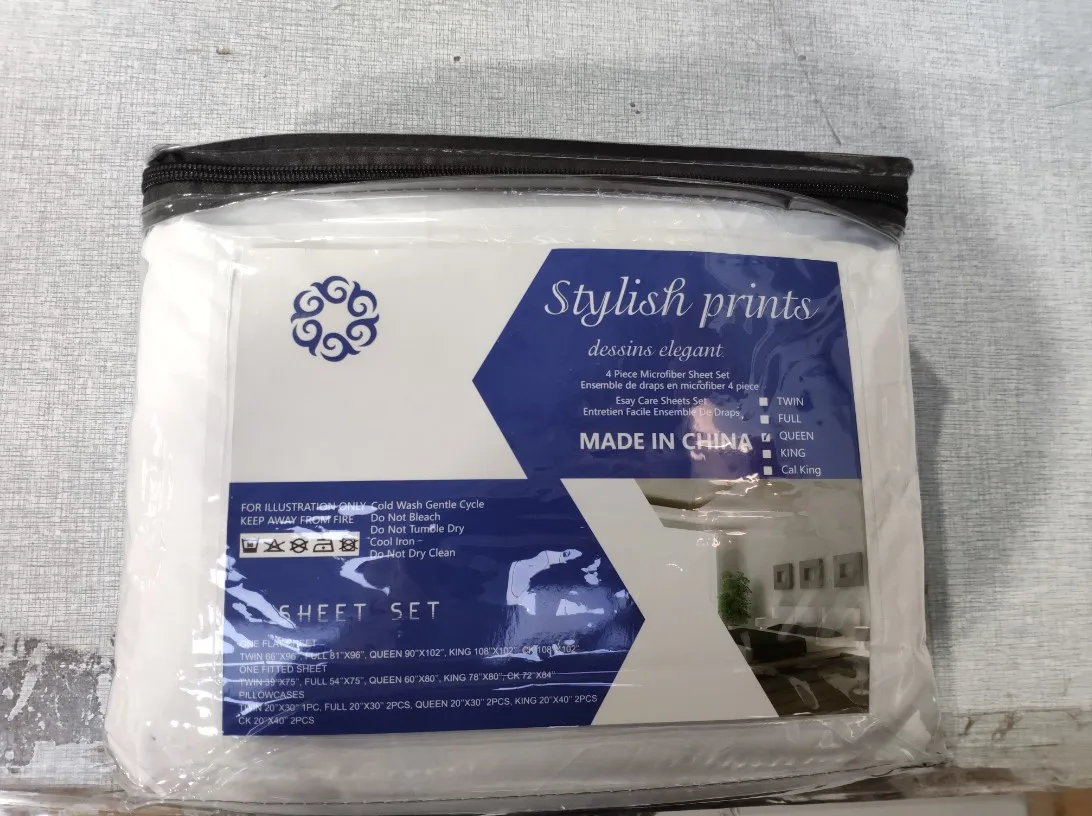 Stylish prints
dessins elegant
4 Piece Microfiber Sheet Set
Ensemble de draps en microfiber 4 piece
Esay Care Sheets Set
Entretien Facile Ensemble De Draps
MADE IN CHINA
TWIN
FULL
QUEEN
KING
Cal King
FOR ILLUSTRATION ONLY
KEEP AWAY FROM FIRE
Cold Wash Gentle Cycle
Do Not Bleach
Do Not Tumble Dry
Cool Iron
Do Not Dry Clean
SHEET SET
ONE FLAT SHEET
TWIN 66"X96", FULL 81"X96", QUEEN 90"X102", KING 108"X102", CK 108"X102"
ONE FITTED SHEET
TWIN 39"X75", FULL 54"X75", QUEEN 60"X80", KING 78"X80", CK 72"X84"
PILLOWCASES
TWIN 20"X30" 1PC, FULL 20"X30" 2PCS, QUEEN 20"X30" 2PCS, KING 20"X40" 2PCS
CK 20"X40" 2PCS